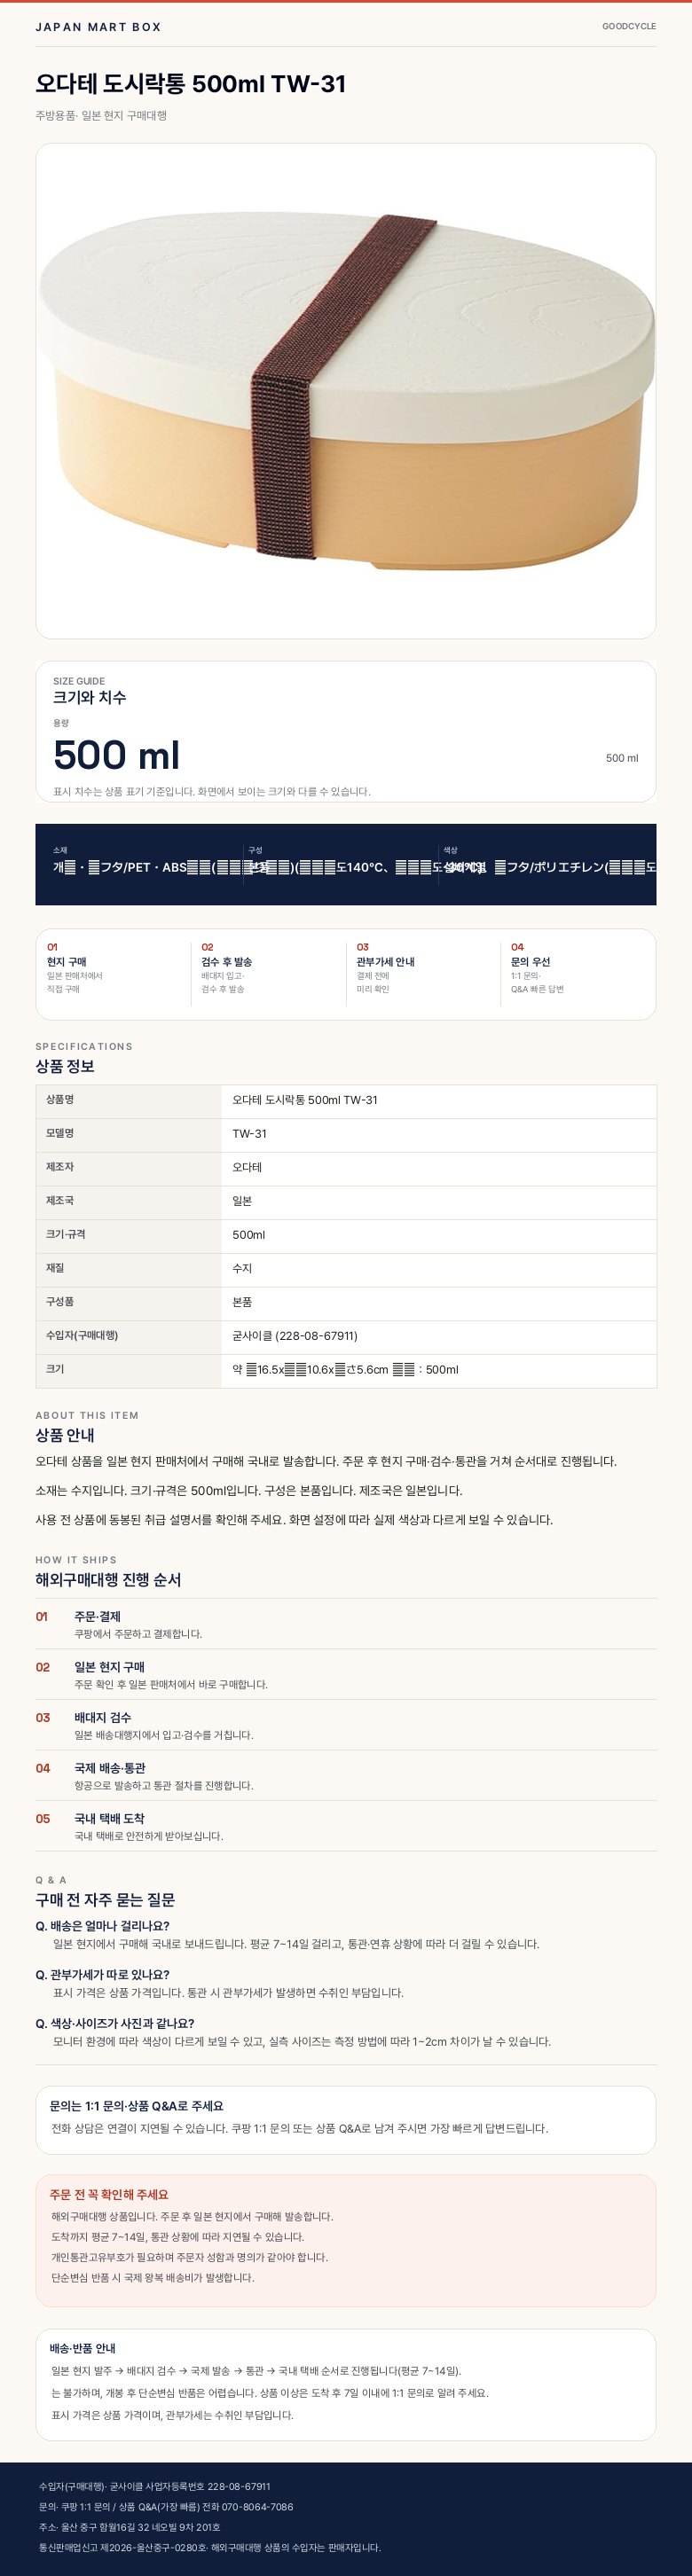 JAPAN MART BOX
GOODCYCLE
오다테 도시락통 500ml TW-31
주방용품· 일본 현지 구매대행
SIZE GUIDE
크기와 치수
용량
500 ml
500 ml
표시 치수는 상품 표기 기준입니다. 화면에서 보이는 크기와 다를 수 있습니다.
소재
구성
색상
フタ/PET・ABS
140℃、
フタ/ポリエチレン(
01
현지 구매
일본 판매처에서
직접 구매
02
검수 후 발송
배대지 입고·
검수 후 발송
03
관부가세 안내
결제 전에
미리 확인
04
문의 우선
1:1 문의·
Q&A 빠른 답변
SPECIFICATIONS
상품 정보
상품명 오다테 도시락통 500ml TW-31
모델명 TW-31
제조자 오다테
제조국 일본
크기·규격 500ml
재질 수지
구성품 본품
수입자(구매대행) 굳사이클 (228-08-67911)
크기 약 16.5x 10.6x 5.6cm : 500ml
ABOUT THIS ITEM
상품 안내
오다테 상품을 일본 현지 판매처에서 구매해 국내로 발송합니다. 주문 후 현지 구매·검수·통관을 거쳐 순서대로 진행됩니다.
소재는 수지입니다. 크기·규격은 500ml입니다. 구성은 본품입니다. 제조국은 일본입니다.
사용 전 상품에 동봉된 취급 설명서를 확인해 주세요. 화면 설정에 따라 실제 색상과 다르게 보일 수 있습니다.
HOW IT SHIPS
해외구매대행 진행 순서
01 주문·결제
쿠팡에서 주문하고 결제합니다.
02 일본 현지 구매
주문 확인 후 일본 판매처에서 바로 구매합니다.
03 배대지 검수
일본 배송대행지에서 입고·검수를 거칩니다.
04 국제 배송·통관
항공으로 발송하고 통관 절차를 진행합니다.
05 국내 택배 도착
국내 택배로 안전하게 받아보십니다.
Q & A
구매 전 자주 묻는 질문
Q. 배송은 얼마나 걸리나요?
일본 현지에서 구매해 국내로 보내드립니다. 평균 7~14일 걸리고, 통관·연휴 상황에 따라 더 걸릴 수 있습니다.
Q. 관부가세가 따로 있나요?
표시 가격은 상품 가격입니다. 통관 시 관부가세가 발생하면 수취인 부담입니다.
Q. 색상·사이즈가 사진과 같나요?
모니터 환경에 따라 색상이 다르게 보일 수 있고, 실측 사이즈는 측정 방법에 따라 1~2cm 차이가 날 수 있습니다.
문의는 1:1 문의·상품 Q&A로 주세요
전화 상담은 연결이 지연될 수 있습니다. 쿠팡 1:1 문의 또는 상품 Q&A로 남겨 주시면 가장 빠르게 답변드립니다.
주문 전 꼭 확인해 주세요
해외구매대행 상품입니다. 주문 후 일본 현지에서 구매해 발송합니다.
도착까지 평균 7~14일, 통관 상황에 따라 지연될 수 있습니다.
개인통관고유부호가 필요하며 주문자 성함과 명의가 같아야 합니다.
단순변심 반품 시 국제 왕복 배송비가 발생합니다.
배송·반품 안내
일본 현지 발주 → 배대지 검수 → 국제 발송 → 통관 → 국내 택배 순서로 진행됩니다(평균 7~14일).
는 불가하며, 개봉 후 단순변심 반품은 어렵습니다. 상품 이상은 도착 후 7일 이내에 1:1 문의로 알려 주세요.
표시 가격은 상품 가격이며, 관부가세는 수취인 부담입니다.
수입자(구매대행)· 굳사이클 사업자등록번호 228-08-67911
문의· 쿠팡 1:1 문의 / 상품 Q&A(가장 빠름) 전화 070-8064-7086
주소· 울산 중구 함월16길 32 네오빌 9차 201호
통신판매업신고 제2026-울산중구-0280호· 해외구매대행 상품의 수입자는 판매자입니다.